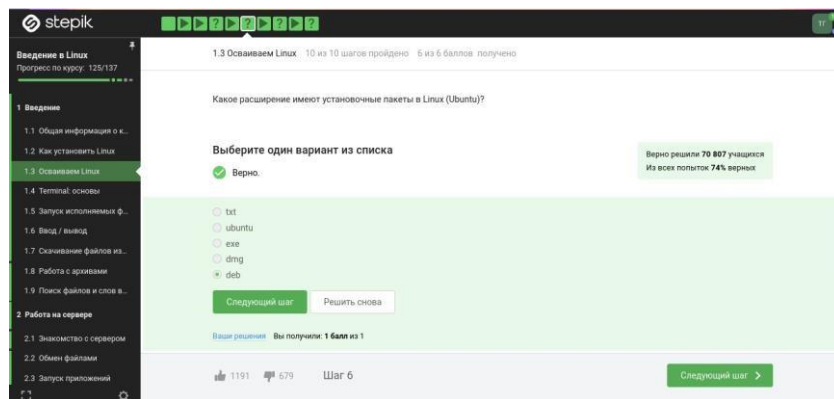 stepik
Введение в Linux
Прогресс по курсу: 125/137
1 Введение
1.1 Общая информация о к...
1.2 Как установить Linux
1.3 Осваиваем Linux
1.4 Terminal: основы
1.5 Запуск исполняемых ф...
1.6 Ввод / вывод
1.7 Скачивание файлов из...
1.8 Работа с архивами
1.9 Поиск файлов и слов в...
2 Работа на сервере
2.1 Знакомство с сервером
2.2 Обмен файлами
2.3 Запуск приложений
1.3 Осваиваем Linux 10 из 10 шагов пройдено 6 из 6 баллов получено
Какое расширение имеют установочные пакеты в Linux (Ubuntu)?
Выберите один вариант из списка
Верно.
Верно решили 70 807 учащихся
Из всех попыток 74% верных
txt
ubuntu
exe
dmg
deb
Следующий шаг Решить снова
Ваши решения Вы получили: 1 балл из 1
1191 679 Шаг 6 Следующий шаг